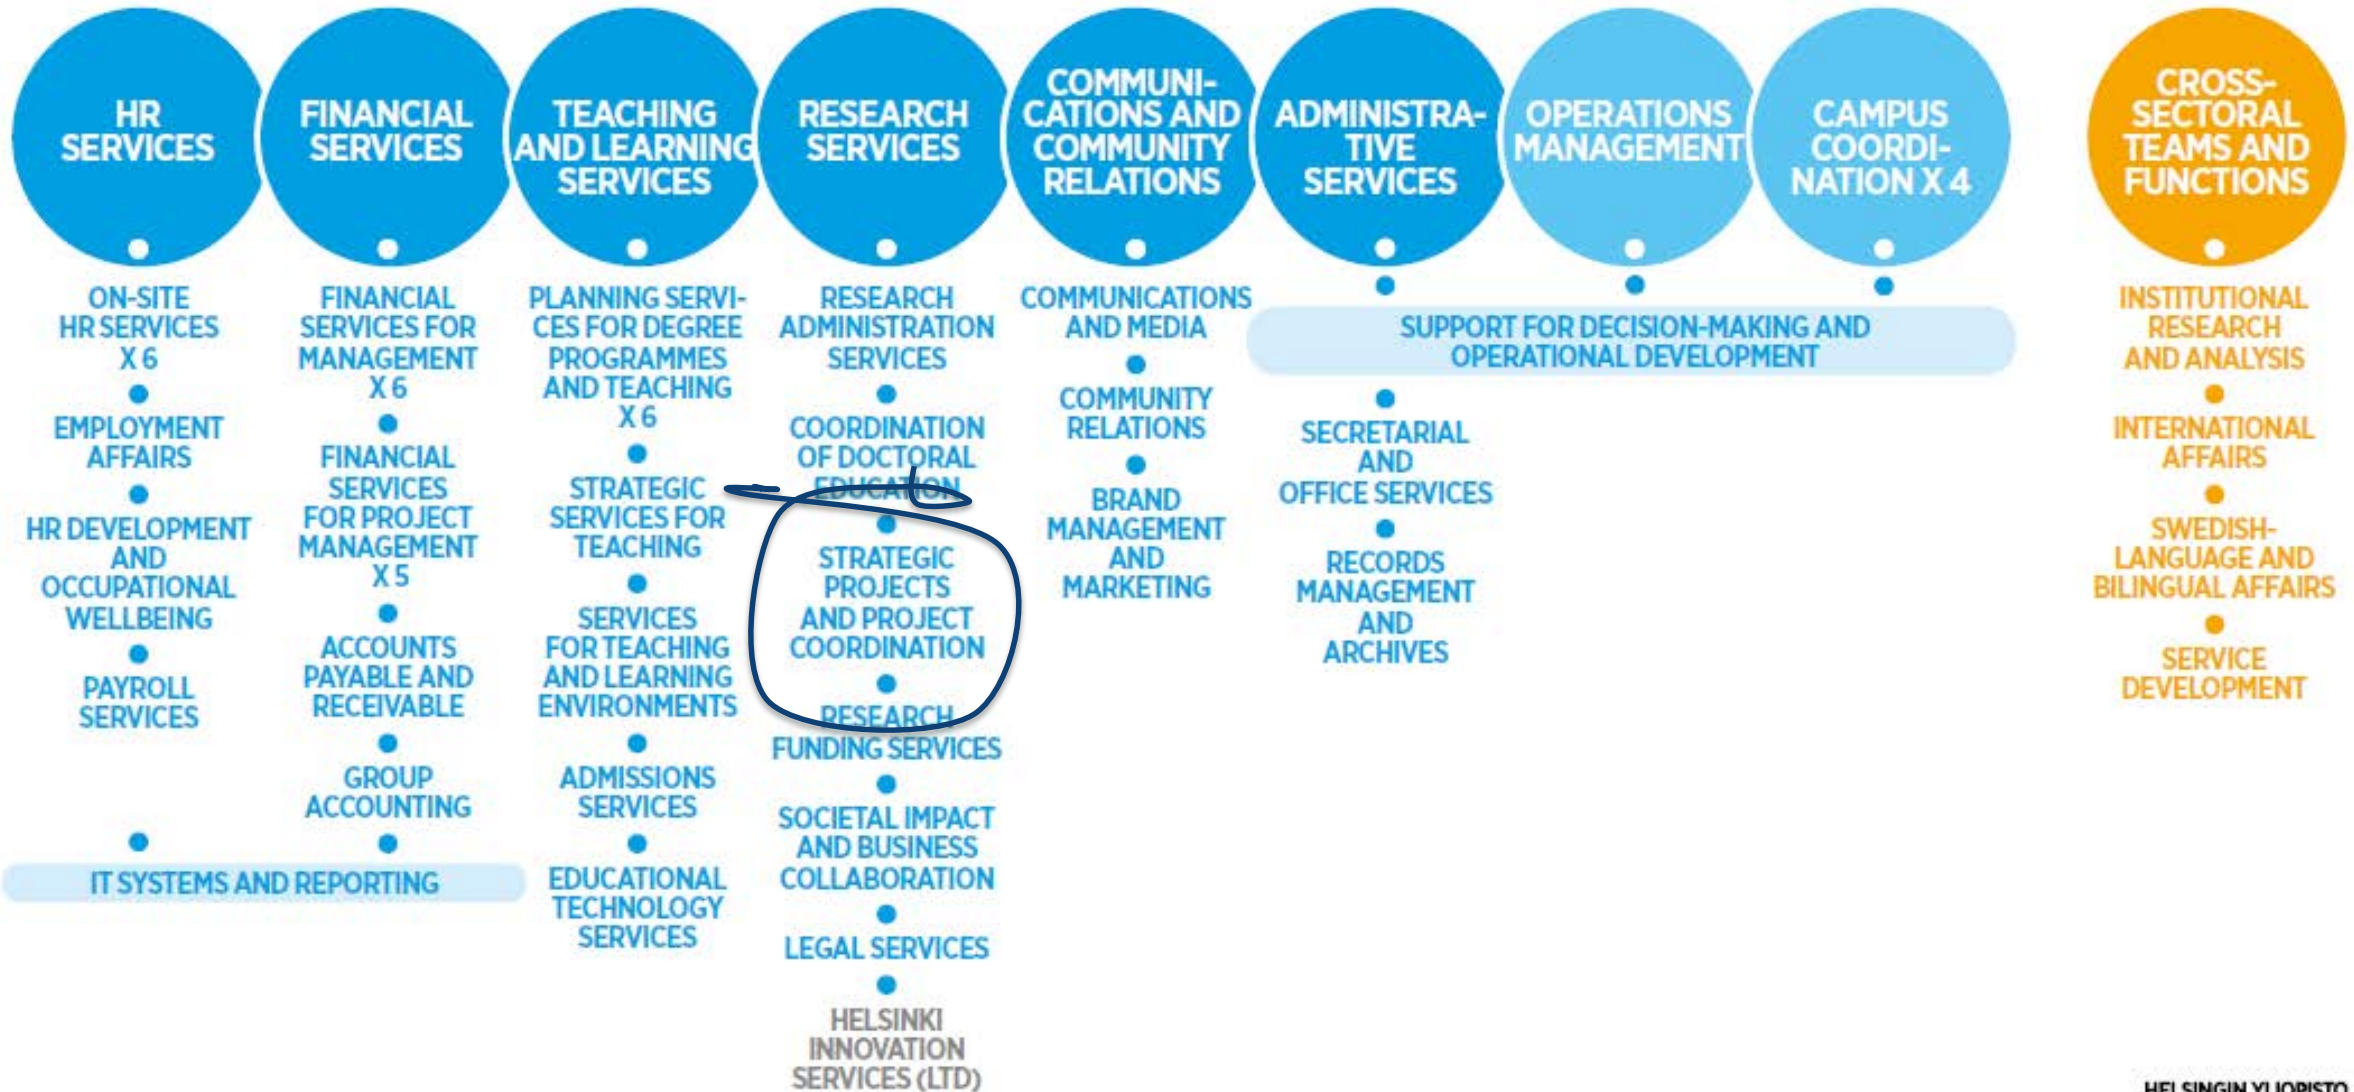 HR
SERVICES
FINANCIAL
SERVICES
TEACHING
AND LEARNING
SERVICES
RESEARCH
SERVICES
COMMUNI-
CATIONS AND
COMMUNITY
RELATIONS
ADMINISTRA-
TIVE
SERVICES
OPERATIONS
MANAGEMENT
CAMPUS
COORDI-
NATION X 4
CROSS-
SECTORAL
TEAMS AND
FUNCTIONS
ON-SITE
HR SERVICES
X 6
EMPLOYMENT
AFFAIRS
HR DEVELOPMENT
AND
OCCUPATIONAL
WELLBEING
PAYROLL
SERVICES
FINANCIAL
SERVICES FOR
MANAGEMENT
X 6
FINANCIAL
SERVICES
FOR PROJECT
MANAGEMENT
X 5
ACCOUNTS
PAYABLE AND
RECEIVABLE
GROUP
ACCOUNTING
IT SYSTEMS AND REPORTING
PLANNING SERVI-
CES FOR DEGREE
PROGRAMMES
AND TEACHING
X 6
STRATEGIC
SERVICES FOR
TEACHING
SERVICES
FOR TEACHING
AND LEARNING
ENVIRONMENTS
ADMISSIONS
SERVICES
EDUCATIONAL
TECHNOLOGY
SERVICES
RESEARCH
ADMINISTRATION
SERVICES
COORDINATION
OF DOCTORAL
EDUCATION
STRATEGIC
PROJECTS
AND PROJECT
COORDINATION
RESEARCH
FUNDING SERVICES
SOCIETAL IMPACT
AND BUSINESS
COLLABORATION
LEGAL SERVICES
HELSINKI
INNOVATION
SERVICES (LTD)
COMMUNICATIONS
AND MEDIA
COMMUNITY
RELATIONS
BRAND
MANAGEMENT
AND
MARKETING
SUPPORT FOR DECISION-MAKING AND
OPERATIONAL DEVELOPMENT
SECRETARIAL
AND
OFFICE SERVICES
RECORDS
MANAGEMENT
AND
ARCHIVES
INSTITUTIONAL
RESEARCH
AND ANALYSIS
INTERNATIONAL
AFFAIRS
SWEDISH-
LANGUAGE AND
BILINGUAL AFFAIRS
SERVICE
DEVELOPMENT
HELSINGIN YLIOPISTO